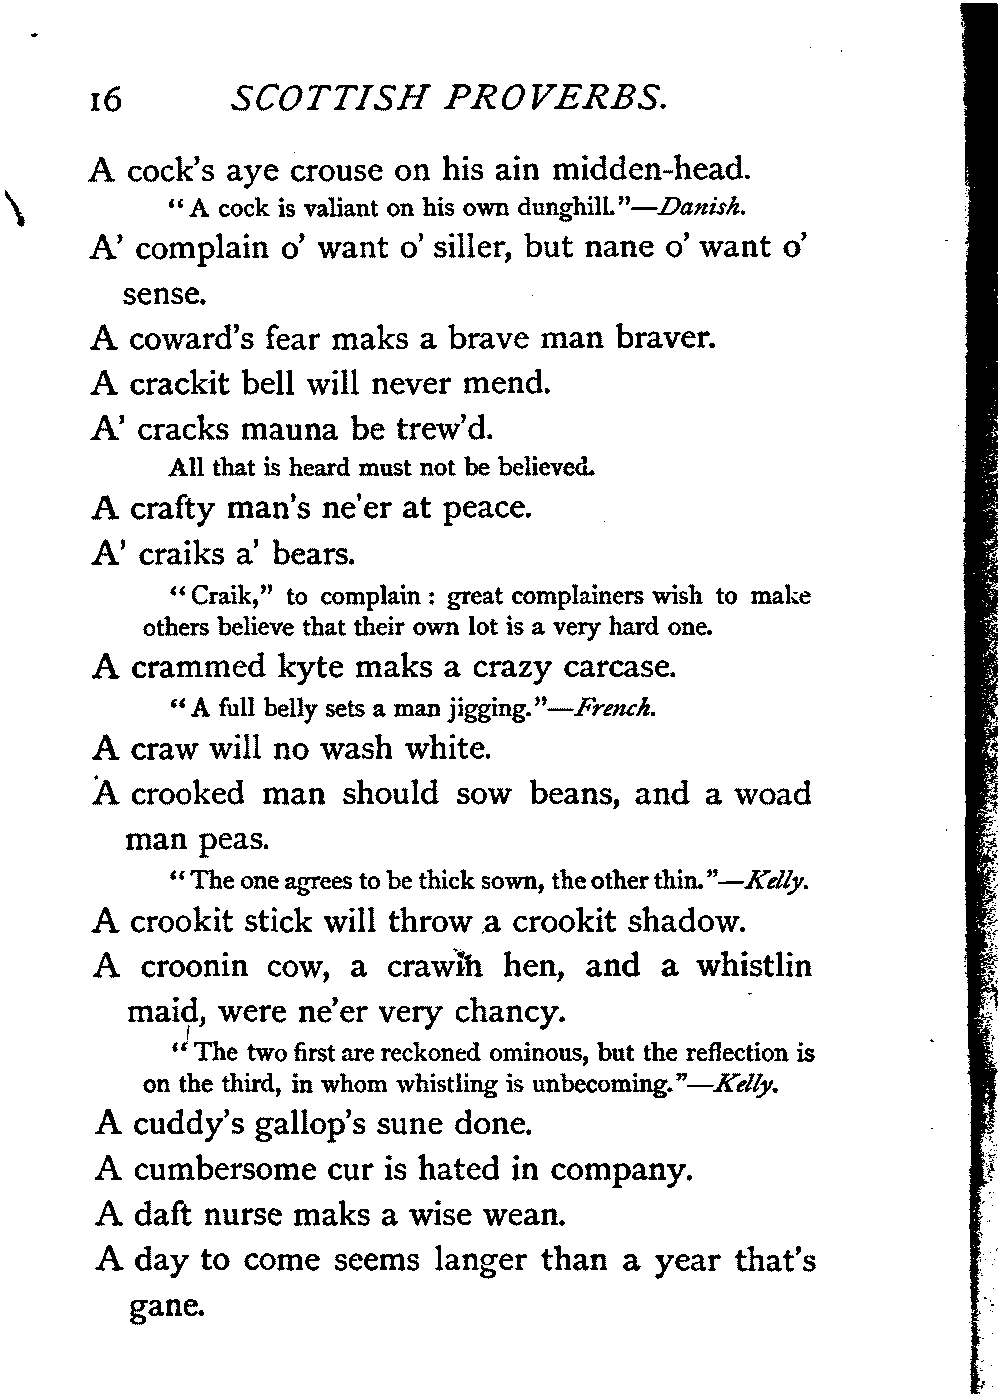 16 SCOTTISH PROVERBS.
A cock's aye crouse on his ain midden-head.
"A cock is valiant on his own dunghill."—Danish.
A' complain o' want o' siller, but nane o' want o'
sense.
A coward's fear maks a brave man braver.
A crackit bell will never mend.
A' cracks mauna be trew'd.
All that is heard must not be believed.
A crafty man's ne'er at peace.
A' craiks a' bears.
"Craik," to complain : great complainers wish to make
others believe that their own lot is a very hard one.
A crammed kyte maks a crazy carcase.
"A full belly sets a man jigging."—French.
A craw will no wash white.
A crooked man should sow beans, and a woad
man peas.
"The one agrees to be thick sown, the other thin."—Kelly.
A crookit stick will throw a crookit shadow.
A croonin cow, a crawin hen, and a whistlin
maid, were ne'er very chancy.
"The two first are reckoned ominous, but the reflection is
on the third, in whom whistling is unbecoming."—Kelly.
A cuddy's gallop's sune done.
A cumbersome cur is hated in company.
A daft nurse maks a wise wean.
A day to come seems langer than a year that's
gane.